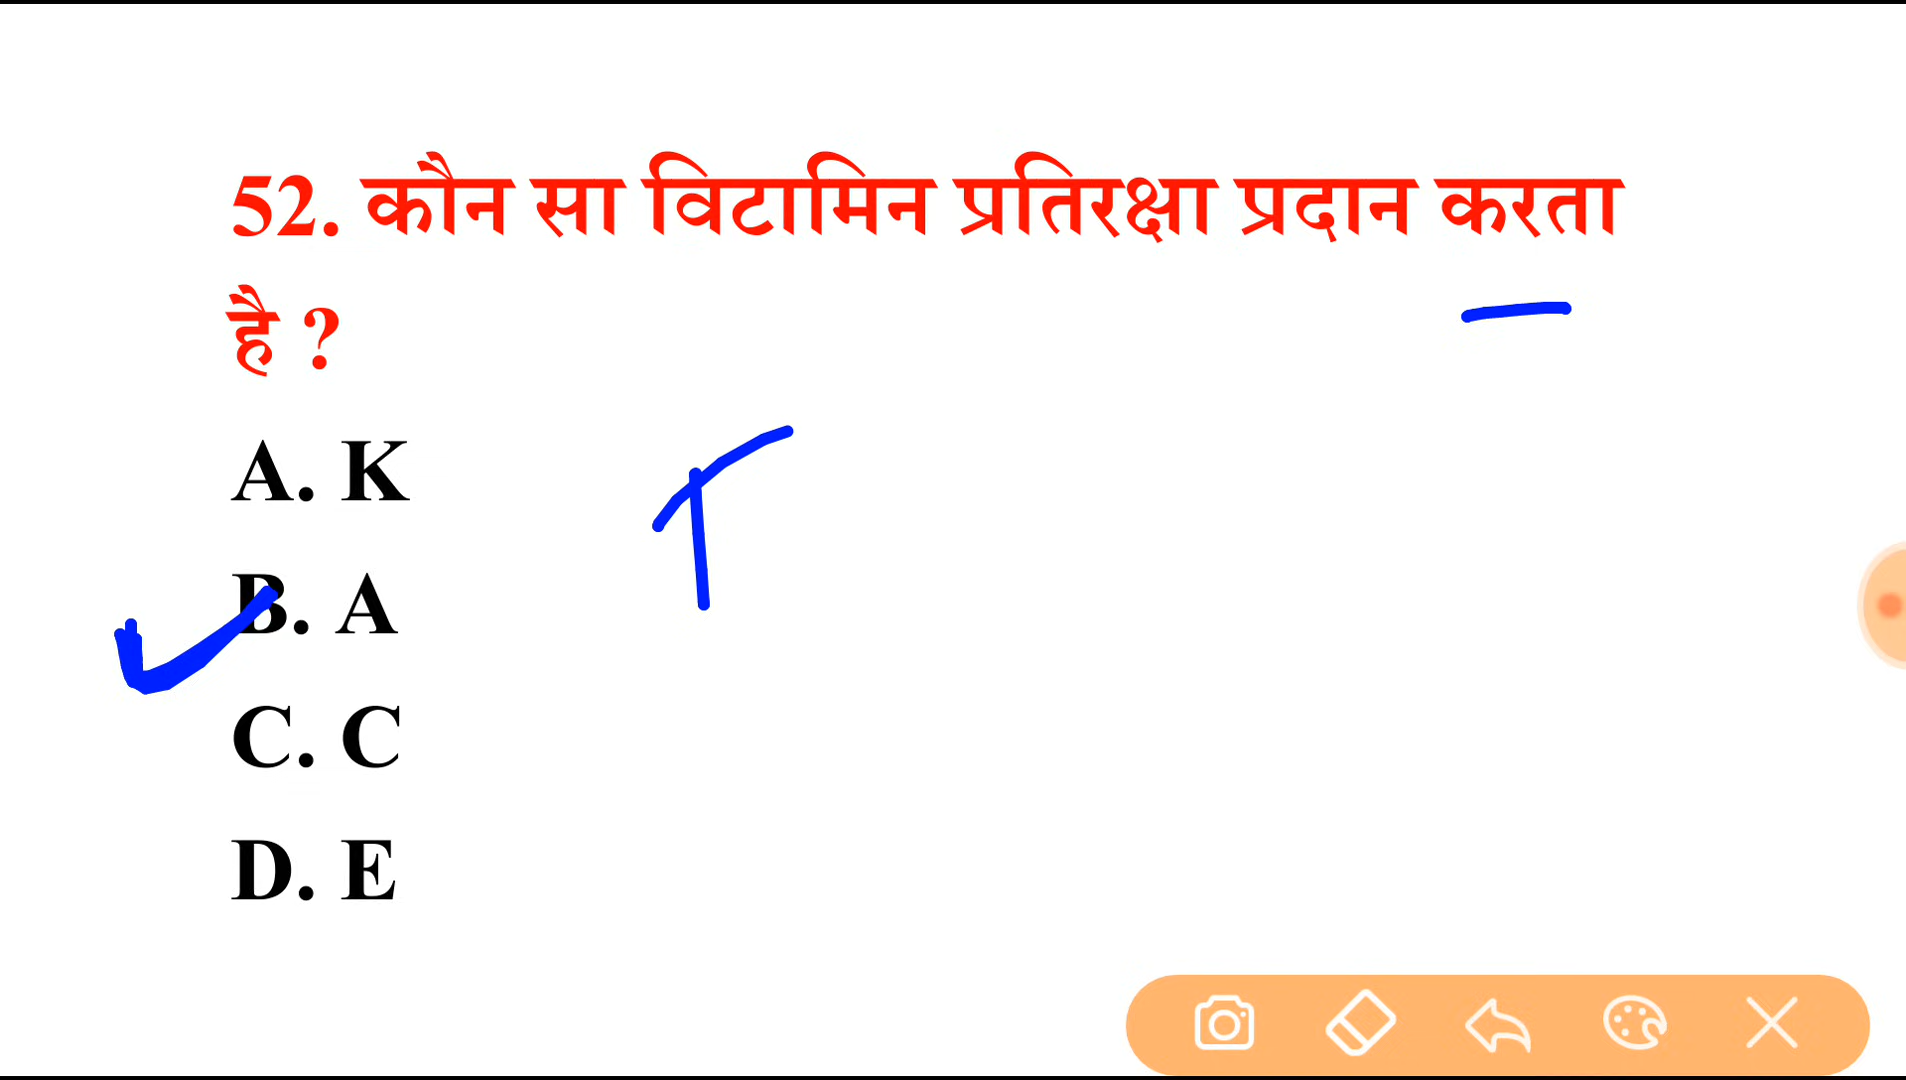 52. कौन सा विटामिन प्रतिरक्षा प्रदान करता
है ?
A. K
B. A
C. C
D. E